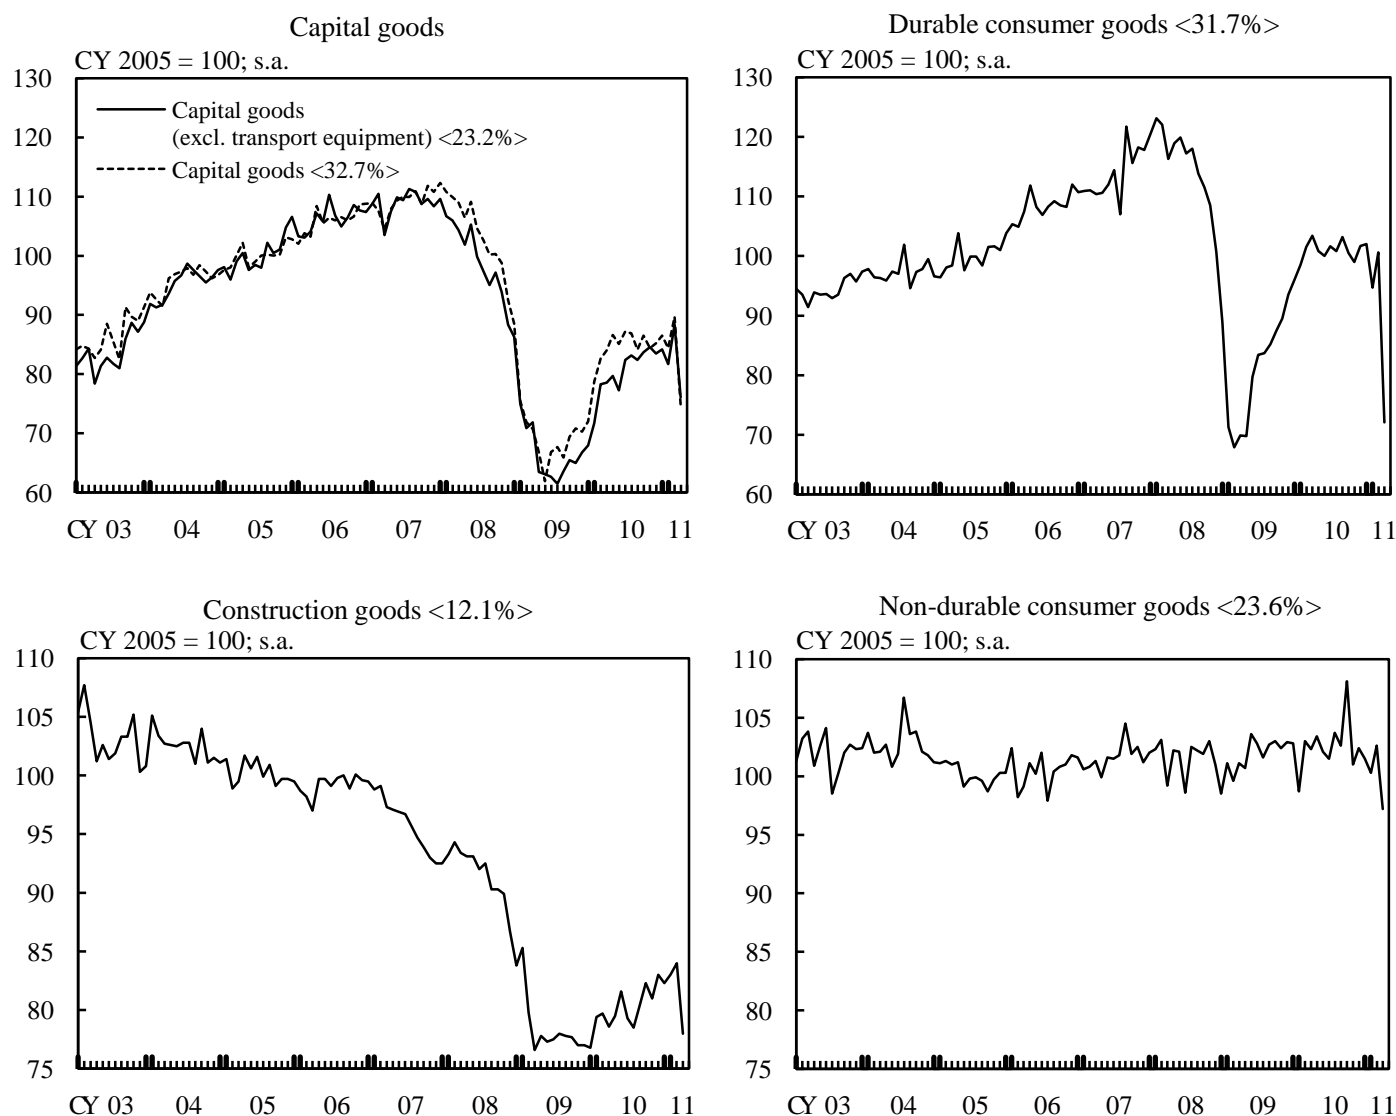 Capital goods
CY 2005 = 100; s.a.
130
120
110
100
90
80
70
60
Capital goods
(excl. transport equipment) <23.2%>
Capital goods <32.7%>
CY 03 04 05 06 07 08 09 10 11
Durable consumer goods <31.7%>
CY 2005 = 100; s.a.
130
120
110
100
90
80
70
60
CY 03 04 05 06 07 08 09 10 11
Construction goods <12.1%>
CY 2005 = 100; s.a.
110
105
100
95
90
85
80
75
CY 03 04 05 06 07 08 09 10 11
Non-durable consumer goods <23.6%>
CY 2005 = 100; s.a.
110
105
100
95
90
85
80
75
CY 03 04 05 06 07 08 09 10 11